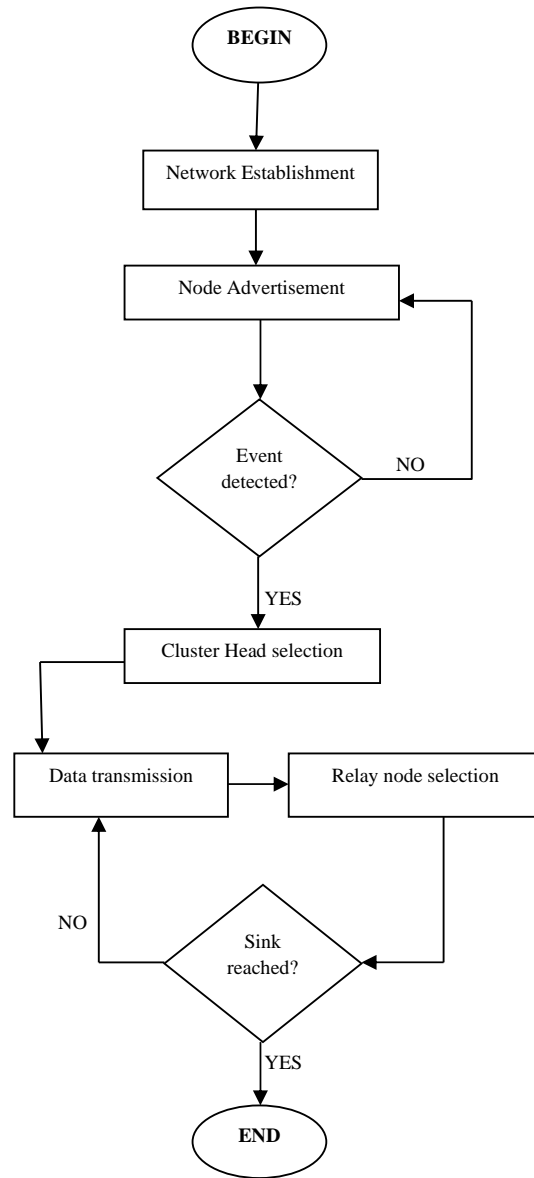 BEGIN
Network Establishment
Node Advertisement
Event
detected?
NO
YES
Cluster Head selection
Data transmission
Relay node selection
NO
Sink
reached?
YES
END